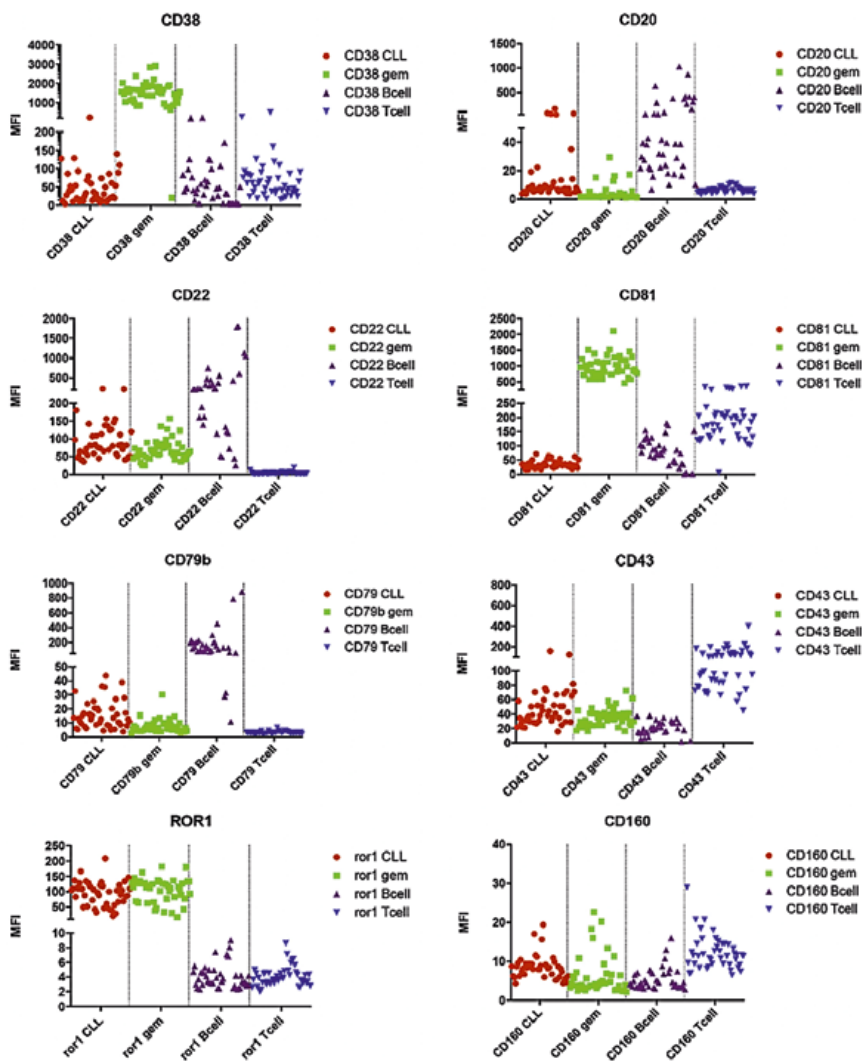 CD38
MFI
4000
3000
2000
1000
200
150
100
50
0
CD38 CLL
CD38 gem
CD38 Bcell
CD38 Tcell
CD38 CLL
CD38 gem
CD38 Bcell
CD38 Tcell
CD20
MFI
1500
1000
500
40
20
0
CD20 CLL
CD20 gem
CD20 Bcell
CD20 Tcell
CD20 CLL
CD20 gem
CD20 Bcell
CD20 Tcell
CD22
MFI
2000
1500
1000
500
200
150
100
50
0
CD22 CLL
CD22 gem
CD22 Bcell
CD22 Tcell
CD22 CLL
CD22 gem
CD22 Bcell
CD22 Tcell
CD81
MFI
2500
2000
1500
1000
500
250
200
150
100
50
0
CD81 CLL
CD81 gem
CD81 Bcell
CD81 Tcell
CD81 CLL
CD81 gem
CD81 Bcell
CD81 Tcell
CD79b
MFI
1000
800
600
400
200
50
40
30
20
10
0
CD79 CLL
CD79b gem
CD79 Bcell
CD79 Tcell
CD79 CLL
CD79b gem
CD79 Bcell
CD79 Tcell
CD43
MFI
800
600
400
200
100
80
60
40
20
0
CD43 CLL
CD43 gem
CD43 Bcell
CD43 Tcell
CD43 CLL
CD43 gem
CD43 Bcell
CD43 Tcell
ROR1
MFI
250
200
150
100
50
10
8
6
4
2
0
ror1 CLL
ror1 gem
ror1 Bcell
ror1 Tcell
ror1 CLL
ror1 gem
ror1 Bcell
ror1 Tcell
CD160
MFI
40
30
20
10
0
CD160 CLL
CD160 gem
CD160 Bcell
CD160 Tcell
CD160 CLL
CD160 gem
CD160 Bcell
CD160 Tcell